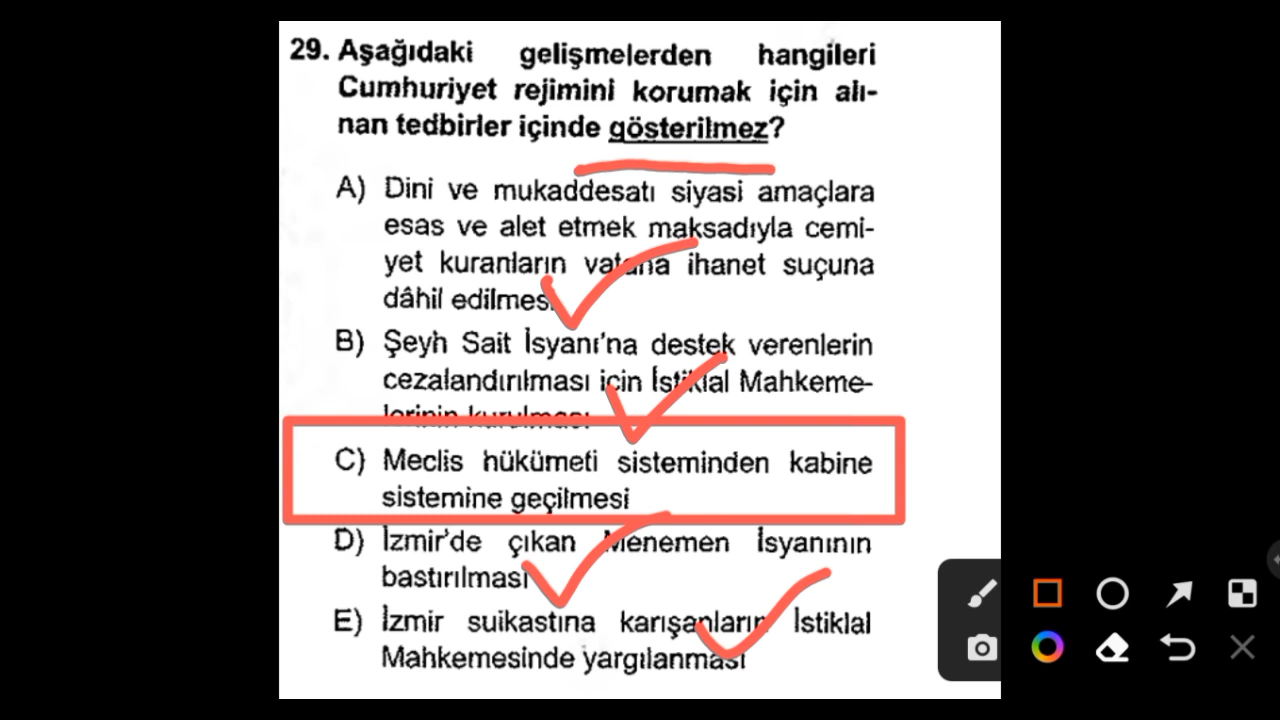 29. Aşağıdaki gelişmelerden hangileri
Cumhuriyet rejimini korumak için alı-
nan tedbirler içinde gösterilmez?
A) Dini ve mukaddesatı siyasi amaçlara
esas ve alet etmek maksadıyla cemi-
yet kuranların vatana ihanet suçuna
dâhil edilmesi
B) Şeyh Sait İsyanı'na destek verenlerin
cezalandırılması için İstiklal Mahkeme-
lerinin kurulması
C) Meclis hükümeti sisteminden kabine
sistemine geçilmesi
D) İzmir'de çıkan Menemen İsyanının
bastırılması
E) İzmir suikastına karışanların İstiklal
Mahkemesinde yargılanması